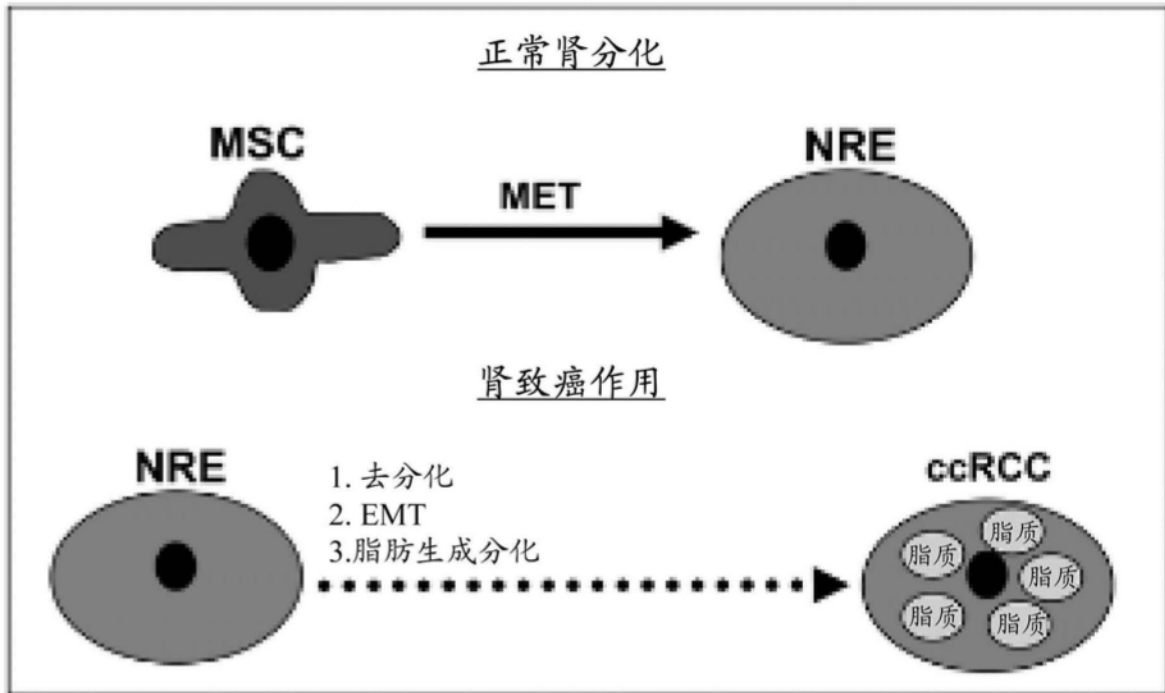 正常肾分化
MSC
NRE
MET
肾致癌作用
NRE
ccRCC
1. 去分化
2. EMT
3.脂肪生成分化
脂质
脂质
脂质
脂质
脂质